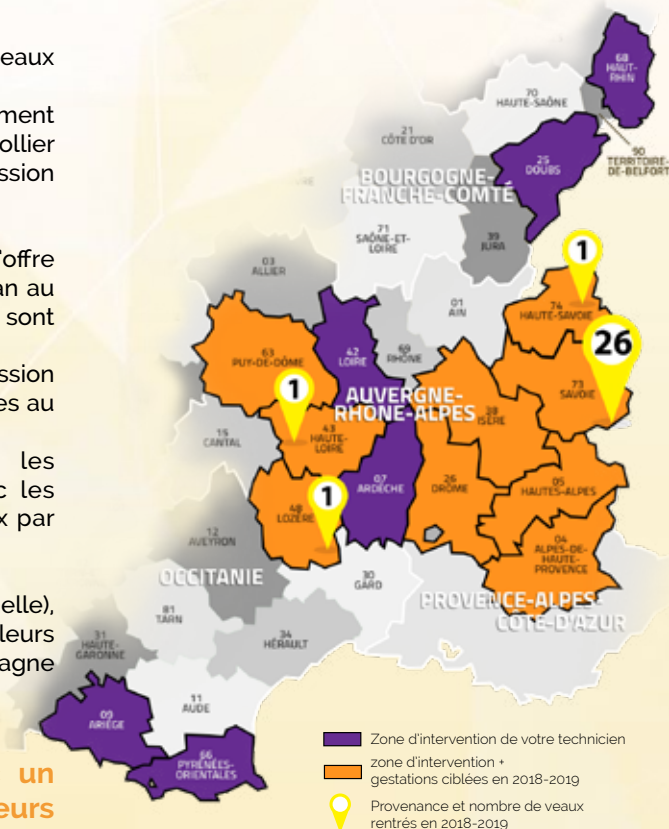 eaux
ment
ollier
ssion
'offre
an au
sont
ssion
es au
les
c les
x par
elle),
leurs
agne
un
eurs
68
HAUT-
RHIN
70
HAUTE-SAÔNE
90
TERRITOIRE-
DE-BELFORT
21
CÔTE D'OR
25
DOUBS
BOURGOGNE-
FRANCHE-COMTÉ
71
SAÔNE-ET-
LOIRE
39
JURA
03
ALLIER
01
AIN
1
74
HAUTE-SAVOIE
63
PUY-DE-DÔME
42
LOIRE
69
RHÔNE
26
73
SAVOIE
1
AUVERGNE-
RHÔNE-ALPES
38
ISÈRE
15
CANTAL
43
HAUTE-
LOIRE
07
ARDÈCHE
26
DRÔME
05
HAUTES-ALPES
1
48
LOZÈRE
04
ALPES-DE-
HAUTE-
PROVENCE
12
AVEYRON
OCCITANIE
30
GARD
PROVENCE-ALPES-
CÔTE-D'AZUR
81
TARN
34
HÉRAULT
31
HAUTE-
GARONNE
11
AUDE
09
ARIÈGE
66
PYRÉNÉES-
ORIENTALES
Zone d'intervention de votre technicien
zone d'intervention +
gestations ciblées en 2018-2019
Provenance et nombre de veaux
rentrés en 2018-2019